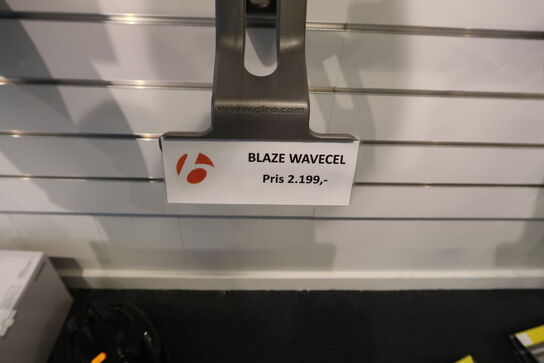 www.giro.com
BLAZE WAVECEL
Pris 2.199,-